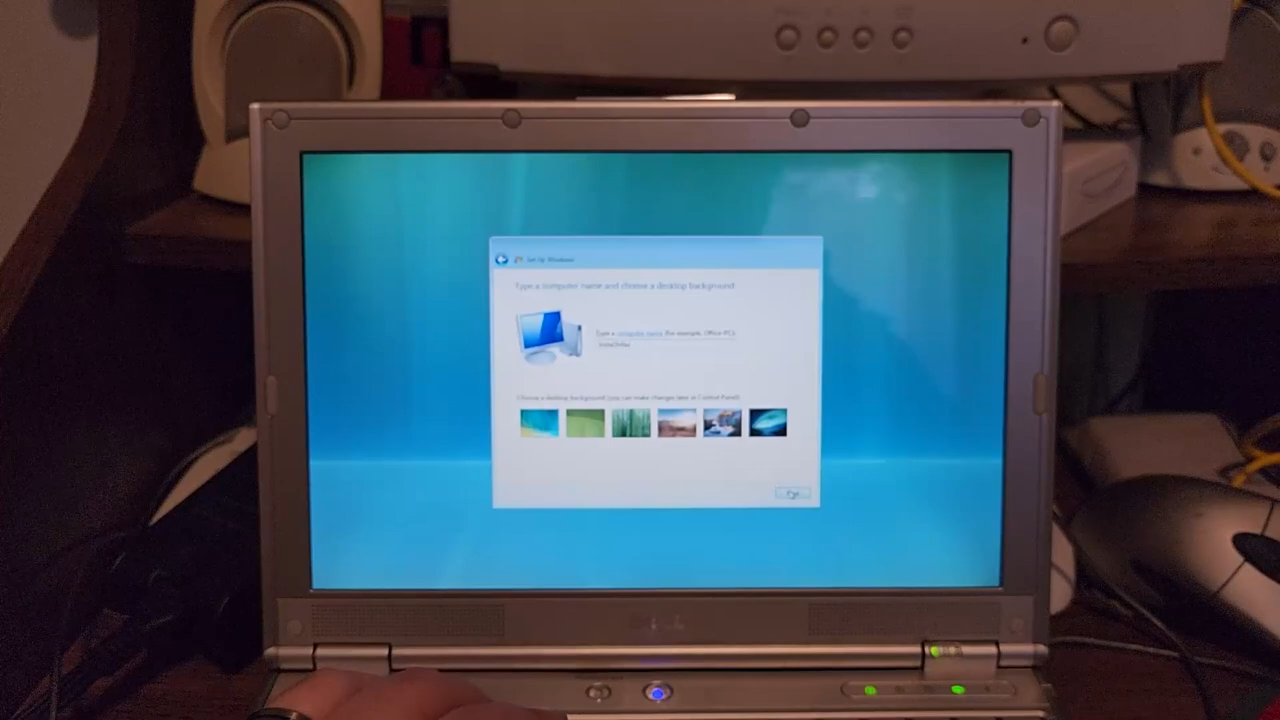 Set Up Windows
Type a computer name and choose a desktop background
Type a computer name (for example, Office-PC):
Choose a desktop background (you can make changes later in Control Panel):